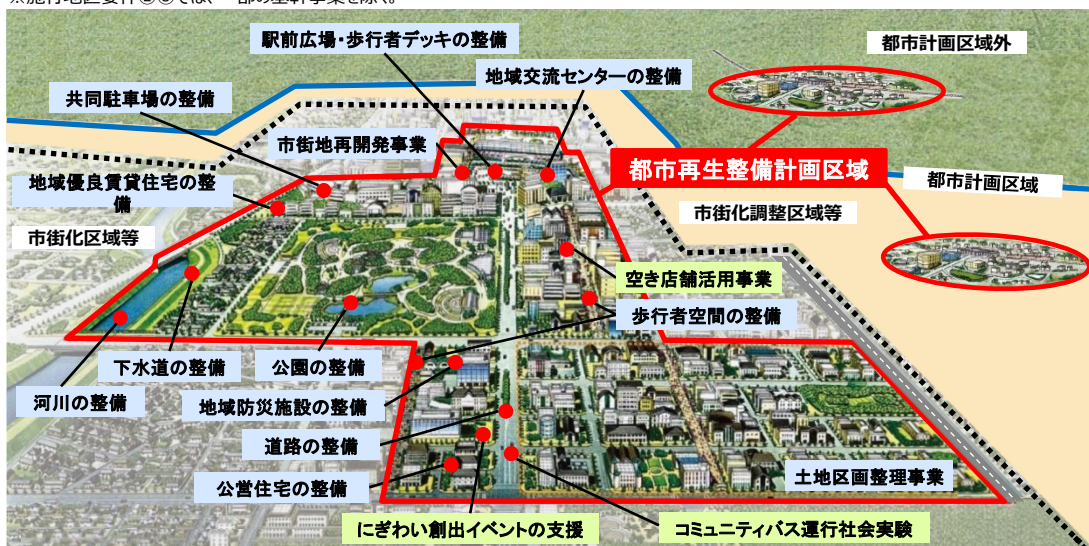 駅前広場・歩行者デッキの整備
都市計画区域外
地域交流センターの整備
共同駐車場の整備
市街地再開発事業
都市再生整備計画区域
地域優良賃貸住宅の整
備
都市計画区域
市街化調整区域等
市街化区域等
空き店舗活用事業
歩行者空間の整備
下水道の整備
公園の整備
河川の整備
地域防災施設の整備
道路の整備
土地区画整理事業
公営住宅の整備
にぎわい創出イベントの支援
コミュニティバス運行社会実験